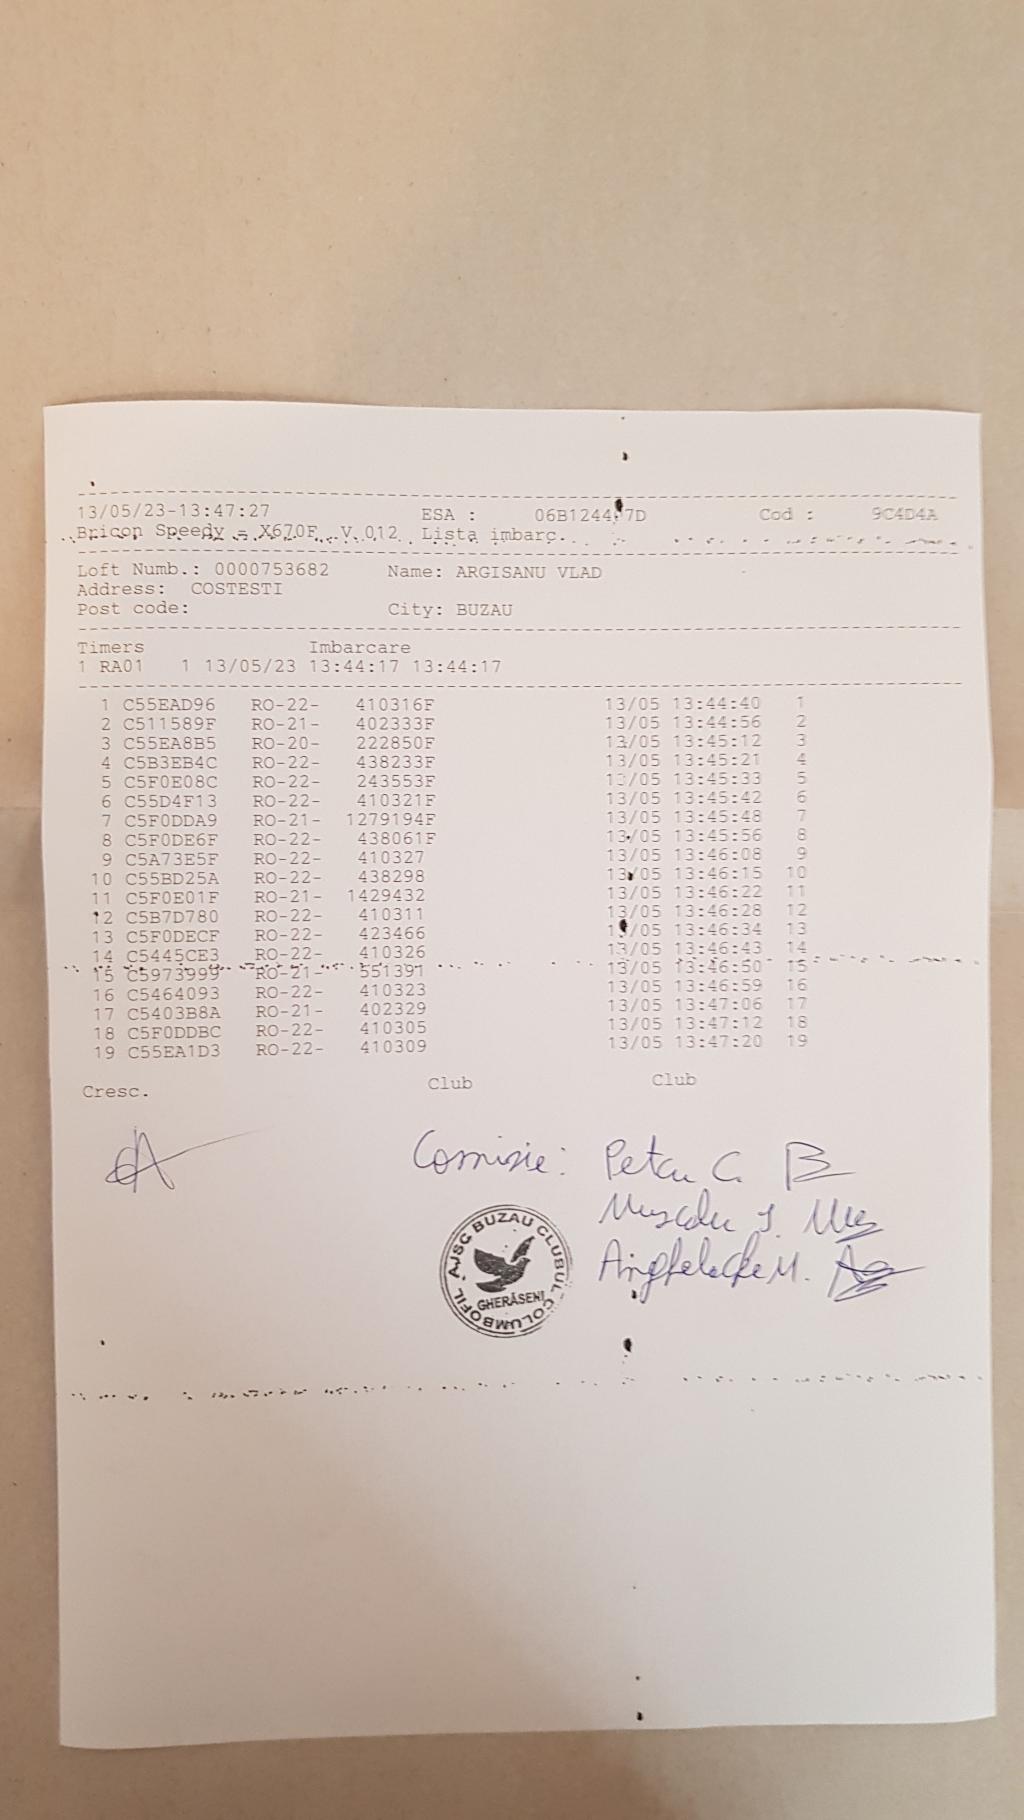 13/05/23-13:47:27 ESA : 06B124407D Cod : 9C4D4A
Bricon Speedy = X670F V.012 Lista imbarc.
Loft Numb.: 0000753682 Name: ARGISANU VLAD
Address: COSTESTI
Post code: City: BUZAU
Timers Imbarcare
1 RA01 1 13/05/23 13:44:17 13:44:17
1 C55EAD96 RO-22- 410316F 13/05 13:44:40 1
2 C511589F RO-21- 402333F 13/05 13:44:56 2
3 C55EA8B5 RO-20- 222850F 13/05 13:45:12 3
4 C5B3EB4C RO-22- 438233F 13/05 13:45:21 4
5 C5F0E08C RO-22- 243553F 13/05 13:45:33 5
6 C55D4F13 RO-22- 410321F 13/05 13:45:42 6
7 C5F0DDA9 RO-21- 1279194F 13/05 13:45:48 7
8 C5F0DE6F RO-22- 438061F 13/05 13:45:56 8
9 C5A73E5F RO-22- 410327 13/05 13:46:08 9
10 C55BD25A RO-22- 438298 13/05 13:46:15 10
11 C5F0E01F RO-21- 1429432 13/05 13:46:22 11
12 C5B7D780 RO-22- 410311 13/05 13:46:28 12
13 C5F0DECF RO-22- 423466 13/05 13:46:34 13
14 C5445CE3 RO-22- 410326 13/05 13:46:43 14
15 C5973999 RO-21- 551391 13/05 13:46:50 15
16 C5464093 RO-22- 410323 13/05 13:46:59 16
17 C5403B8A RO-21- 402329 13/05 13:47:06 17
18 C5F0DDBC RO-22- 410305 13/05 13:47:12 18
19 C55EA1D3 RO-22- 410309 13/05 13:47:20 19
Cresc. Club Club
Comisie: Petcu C.
AJSC BUZAU CLUBUL COLUMBOFIL
GHERĂSENI